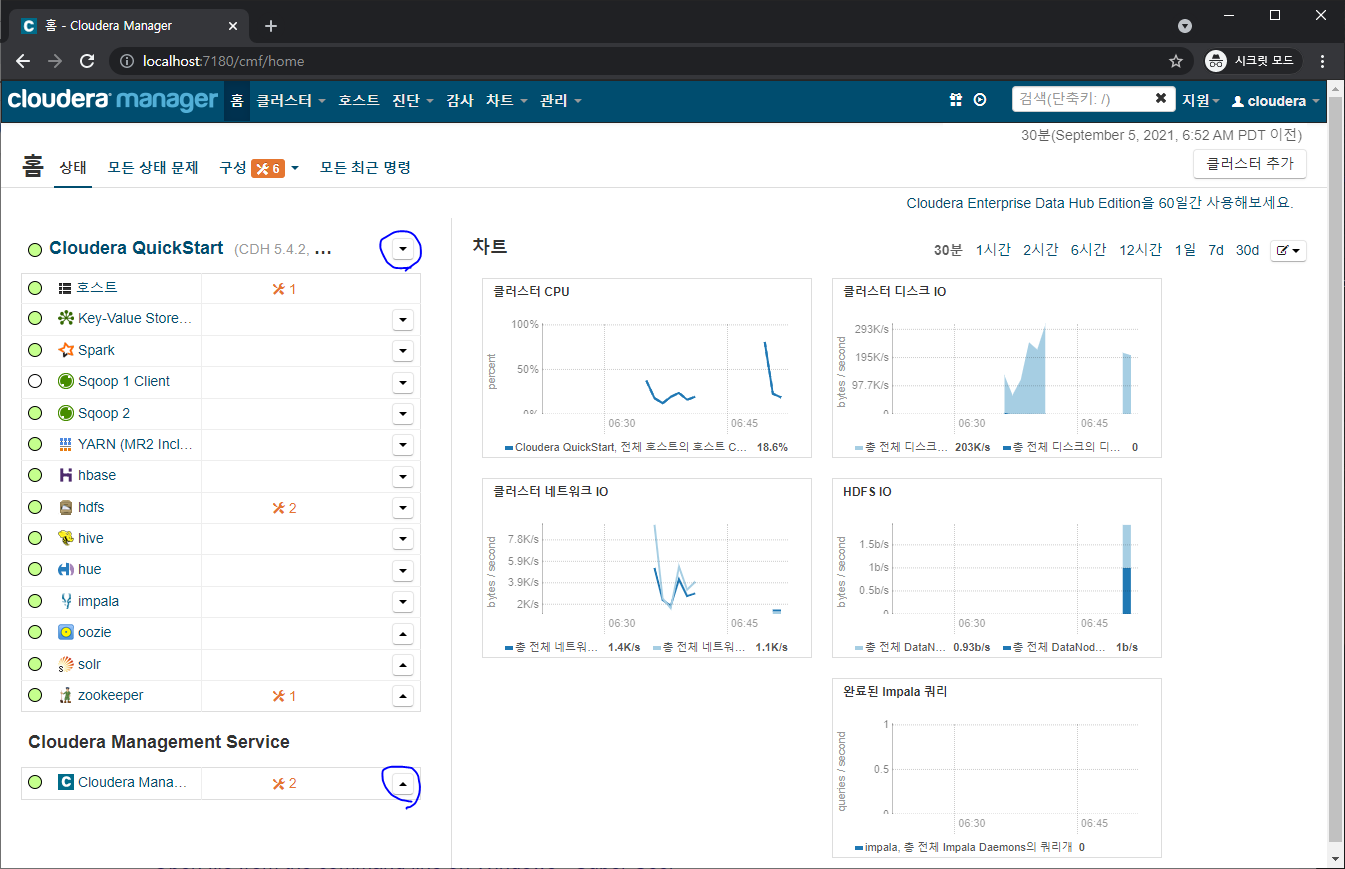 홈 - Cloudera Manager
localhost:7180/cmf/home
시크릿 모드
cloudera manager 홈 클러스터 호스트 진단 감사 차트 관리 검색(단축키: /) 지원 cloudera
30분(September 5, 2021, 6:52 AM PDT 이전)
홈 상태 모든 상태 문제 구성 6 모든 최근 명령 클러스터 추가
Cloudera Enterprise Data Hub Edition을 60일간 사용해보세요.
Cloudera QuickStart (CDH 5.4.2, ...
호스트 1
Key-Value Store...
Spark
Sqoop 1 Client
Sqoop 2
YARN (MR2 Incl...
hbase
hdfs 2
hive
hue
impala
oozie
solr
zookeeper 1
Cloudera Management Service
Cloudera Mana... 2
차트
30분 1시간 2시간 6시간 12시간 1일 7d 30d
클러스터 CPU
percent
100%
50%
0%
06:30 06:45
Cloudera QuickStart, 전체 호스트의 호스트 C... 18.6%
클러스터 디스크 IO
bytes / second
293K/s
195K/s
97.7K/s
0
06:30 06:45
총 전체 디스크... 203K/s 총 전체 디스크의 디... 0
클러스터 네트워크 IO
bytes / second
7.8K/s
5.9K/s
3.9K/s
2K/s
06:30 06:45
총 전체 네트워... 1.4K/s 총 전체 네트워... 1.1K/s
HDFS IO
bytes / second
1.5b/s
1b/s
0.5b/s
0
06:30 06:45
총 전체 DataN... 0.93b/s 총 전체 DataNod... 1b/s
완료된 Impala 쿼리
queries / second
1
0.5
0
06:30 06:45
impala, 총 전체 Impala Daemons의 쿼리개 0